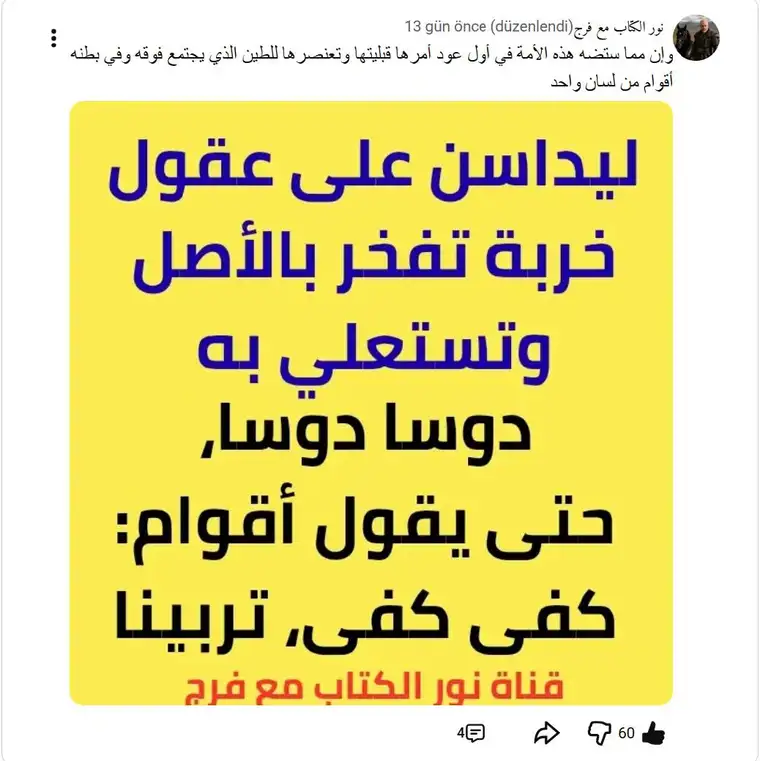 نور الكتاب مع فرج 13 gün önce (düzenlendi)
وإن مما ستضه هذه الأمة في أول عود أمرها قبليتها وتعنصرها للطين الذي يجتمع فوقه وفي بطنه
أقوام من لسان واحد
ليداسن على عقول
خربة تفخر بالأصل
وتستعلي به
دوسا دوسا,
حتى يقول أقوام:
كفى كفى, تربينا
قناة نور الكتاب مع فرج
60 4